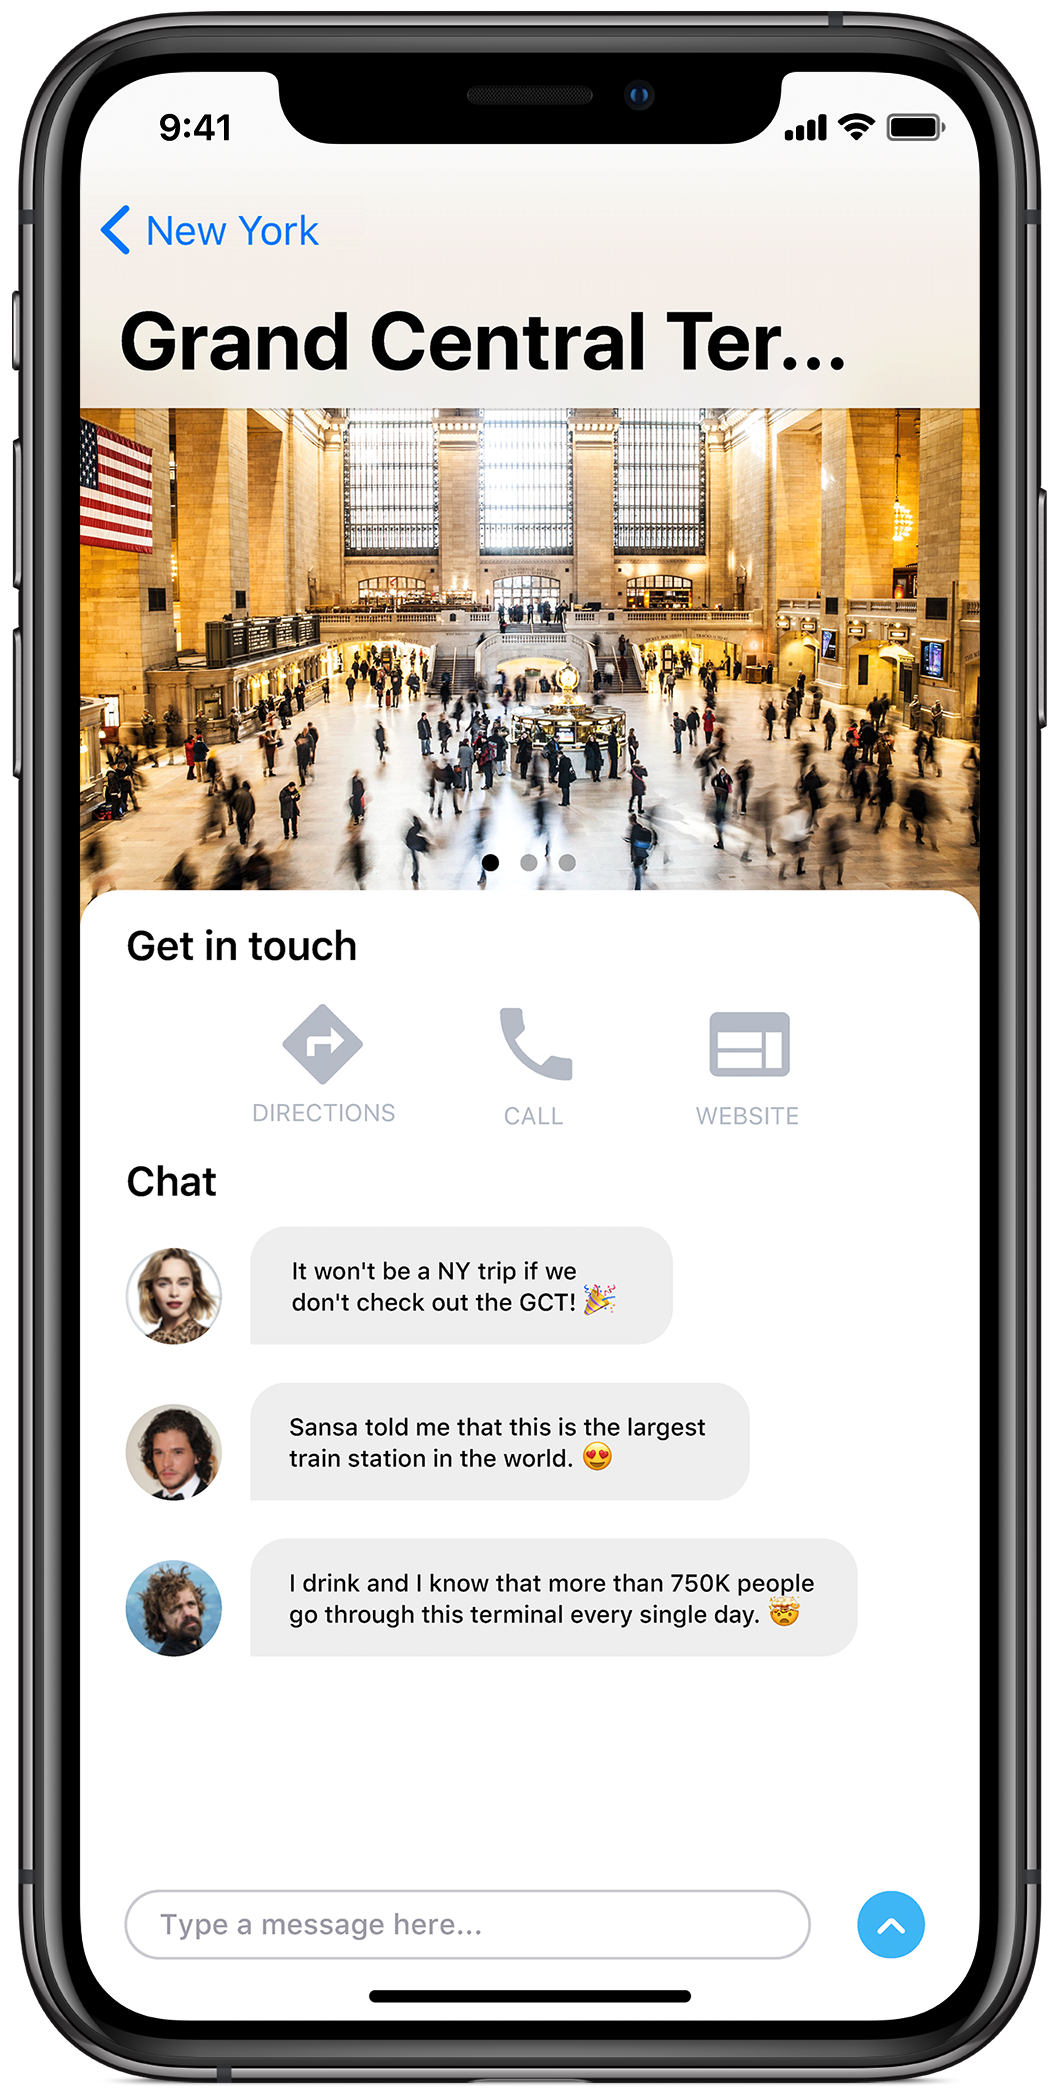 9:41
New York
Grand Central Ter...
Get in touch
DIRECTIONS
CALL
WEBSITE
Chat
It won't be a NY trip if we
don't check out the GCT! 🎉
Sansa told me that this is the largest
train station in the world. 😍
I drink and I know that more than 750K people
go through this terminal every single day. 🤯
Type a message here...